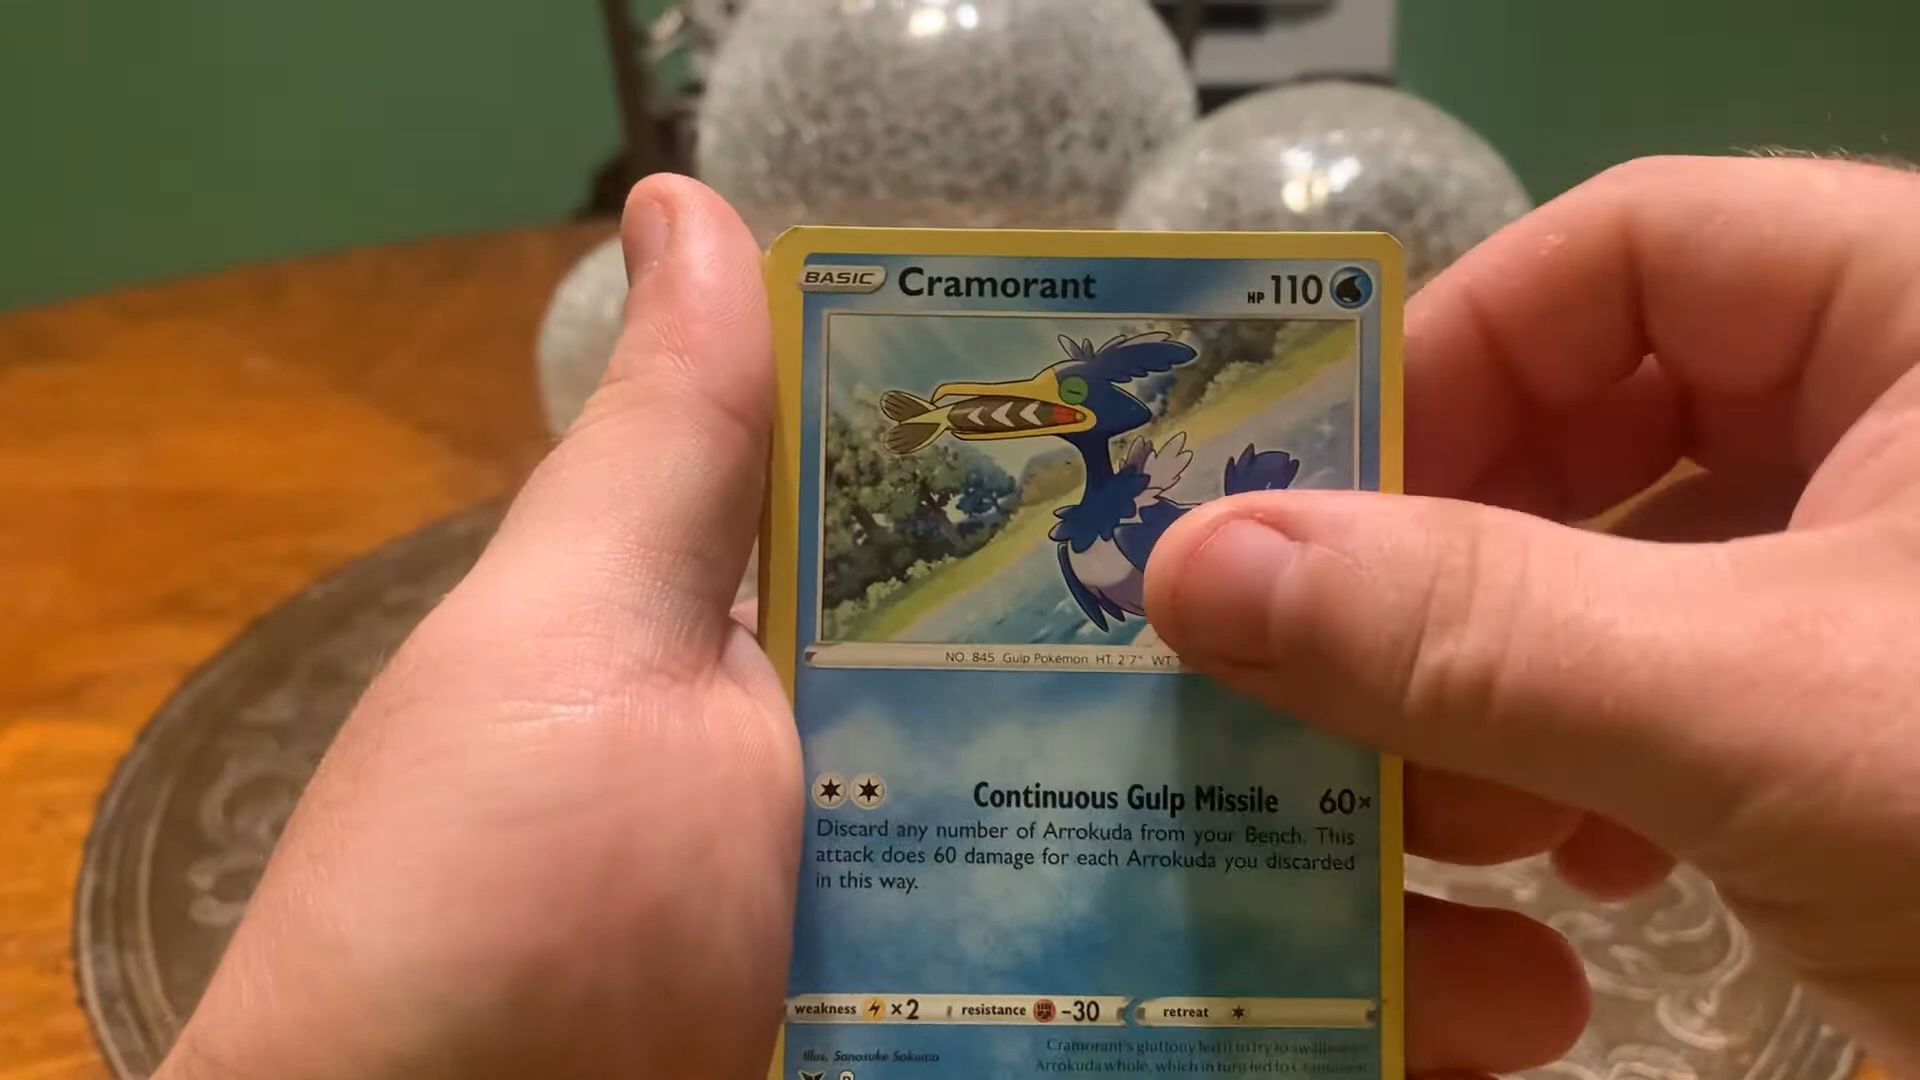 BASIC Cramorant HP 110
NO. 845 Gulp Pokémon HT. 2'7" WT.
Continuous Gulp Missile 60×
Discard any number of Arrokuda from your Bench. This
attack does 60 damage for each Arrokuda you discarded
in this way.
weakness ×2 resistance -30 retreat
Illus. Sanosuke Sakuma
Cramorant's gluttony led it to try to swallow
Arrokuda whole, which in turn led to Cramorant